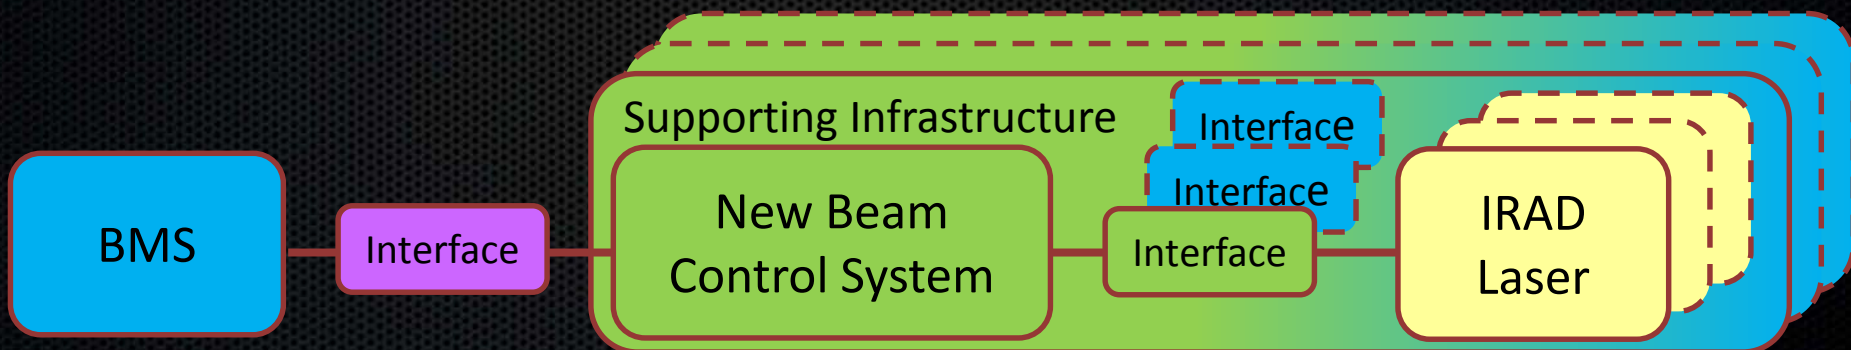 Supporting Infrastructure
Interface
Interface
BMS
Interface
New Beam
Control System
Interface
IRAD
Laser